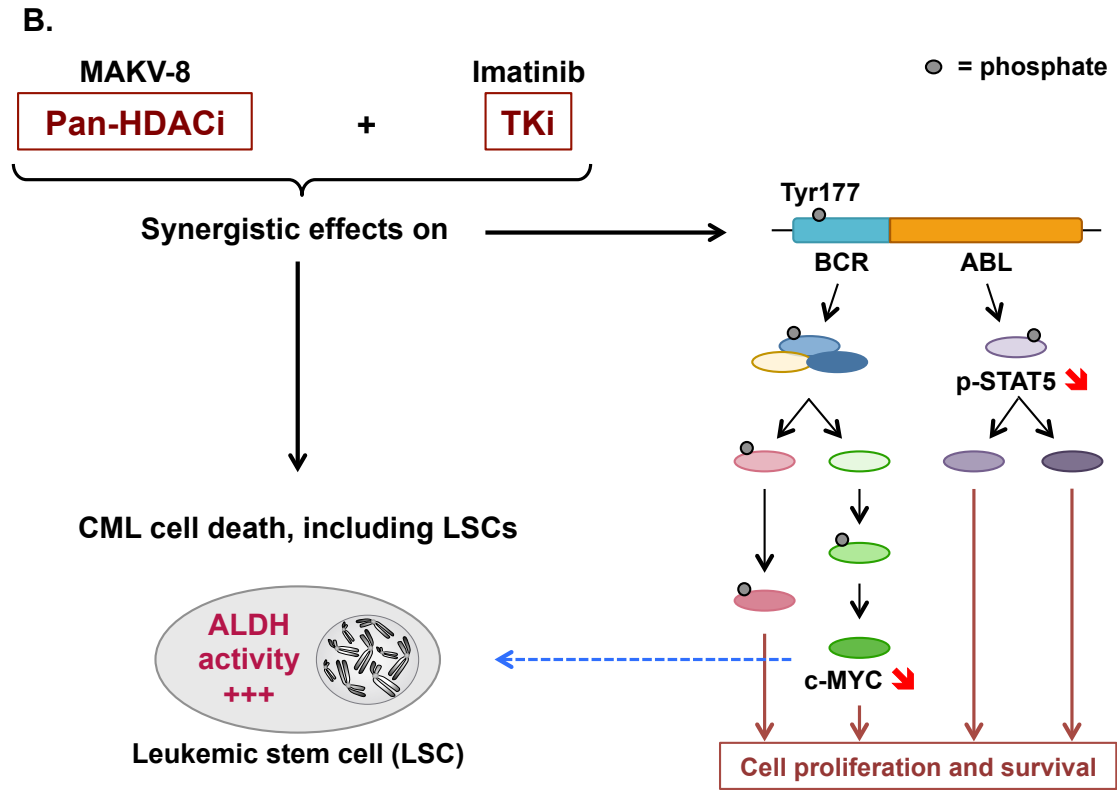 B.
MAKV-8
Imatinib
= phosphate
Pan-HDACi
+
TKi
Tyr177
Synergistic effects on
BCR
ABL
p-STAT5
CML cell death, including LSCs
ALDH
activity
+++
c-MYC
Leukemic stem cell (LSC)
Cell proliferation and survival